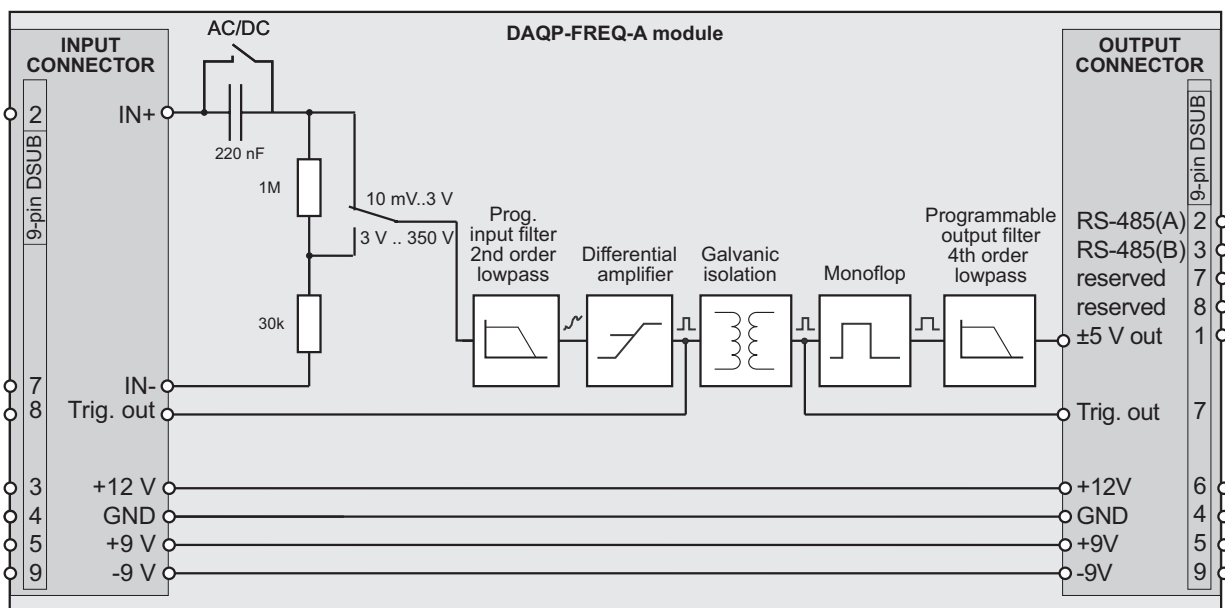 DAQP-FREQ-A module
AC/DC
INPUT
CONNECTOR
9-pin DSUB
2 IN+
7 IN-
8 Trig. out
3 +12 V
4 GND
5 +9 V
9 -9 V
220 nF
1M
30k
10 mV..3 V
3 V .. 350 V
Prog.
input filter
2nd order
lowpass
Differential
amplifier
Galvanic
isolation
Monoflop
Programmable
output filter
4th order
lowpass
OUTPUT
CONNECTOR
9-pin DSUB
RS-485(A) 2
RS-485(B) 3
reserved 7
reserved 8
±5 V out 1
Trig. out 7
+12V 6
GND 4
+9V 5
-9V 9